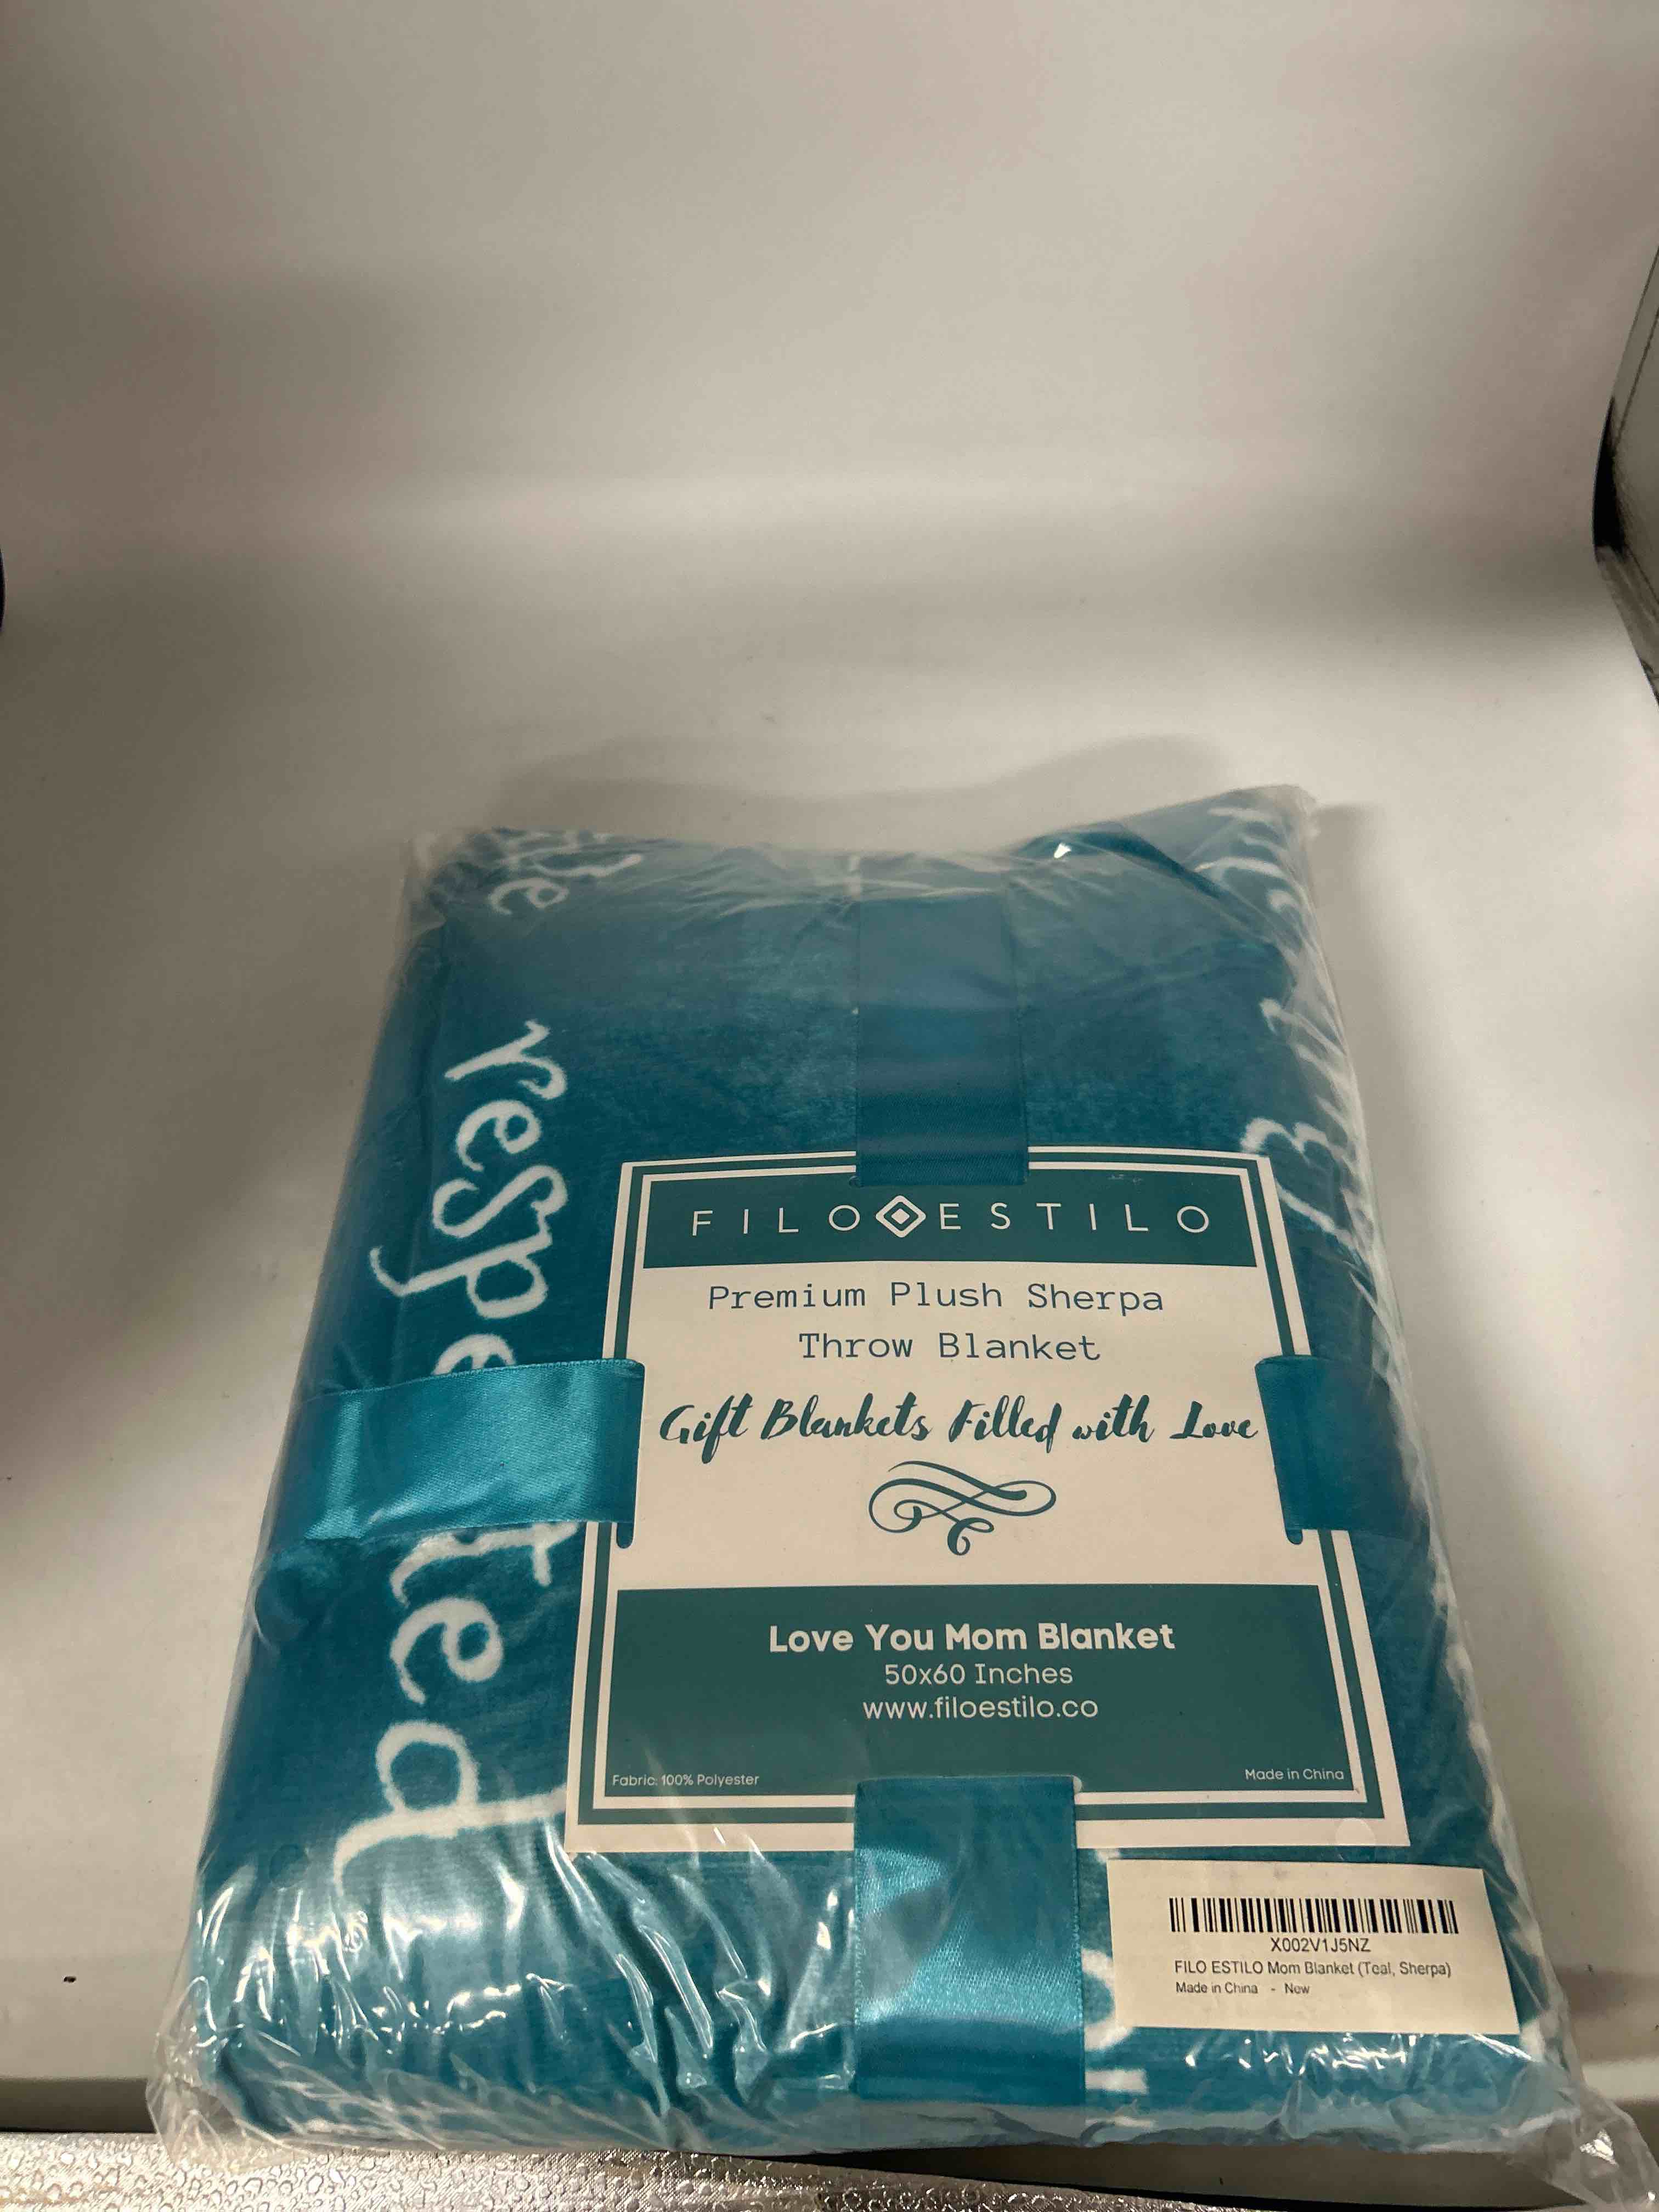 respe
ted
FILO ESTILO
Premium Plush Sherpa
Throw Blanket
Gift Blankets Filled with Love
Love You Mom Blanket
50x60 Inches
www.filoestilo.co
Fabric: 100% Polyester
Made in China
X002V1J5NZ
FILO ESTILO Mom Blanket (Teal, Sherpa)
Made in China - New